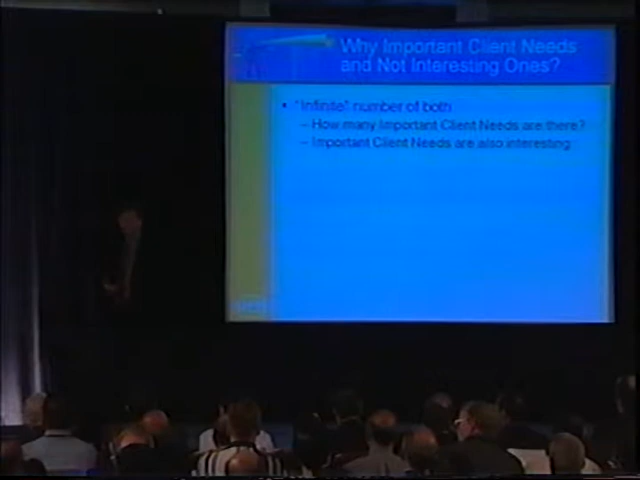 Why Important Client Needs
and Not Interesting Ones?
• "Infinite" number of both
– How many Important Client Needs are there?
– Important Client Needs are also interesting